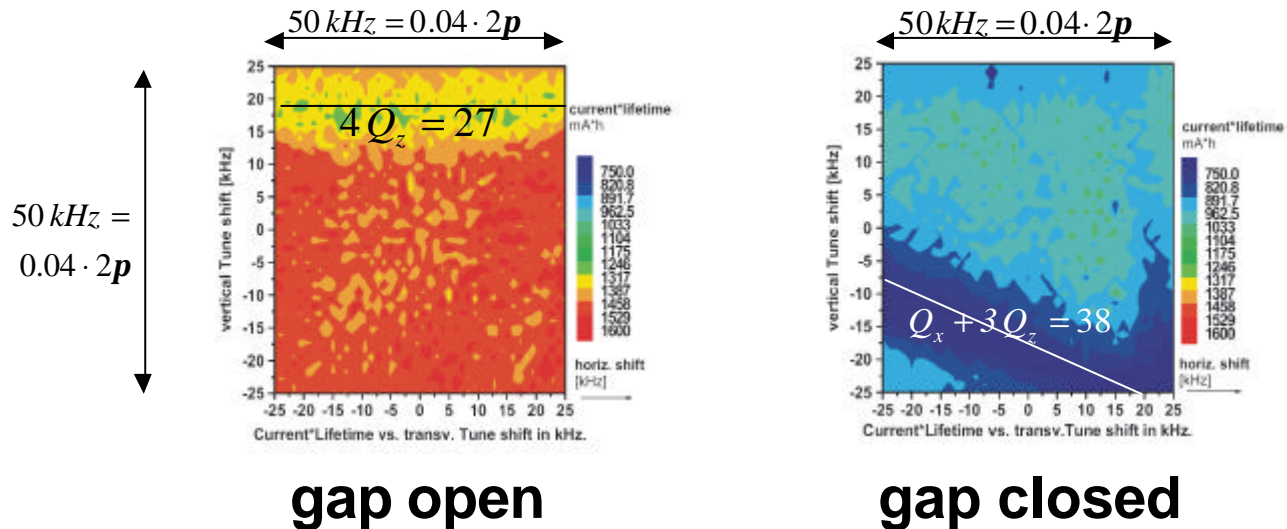 50 kHz = 0.04 · 2p
50 kHz = 0.04 · 2p
50 kHz =
0.04 · 2p
25
20
15
10
5
0
-5
-10
-15
-20
-25
vertical Tune shift [kHz]
4 Q_z = 27
-25 -20 -15 -10 -5 0 5 10 15 20 25
Current*Lifetime vs. transv. Tune shift in kHz.
current*lifetime
mA*h
750.0
820.8
891.7
962.5
1033
1104
1175
1246
1317
1387
1458
1529
1600
horiz. shift
[kHz]
25
20
15
10
5
0
-5
-10
-15
-20
-25
vertical Tune shift [kHz]
Q_x + 3 Q_z = 38
-25 -20 -15 -10 -5 0 5 10 15 20 25
Current*Lifetime vs. transv.Tune shift in kHz.
current*lifetime
mA*h
750.0
820.8
891.7
962.5
1033
1104
1175
1246
1317
1387
1458
1529
1600
horiz. shift
[kHz]
gap open
gap closed